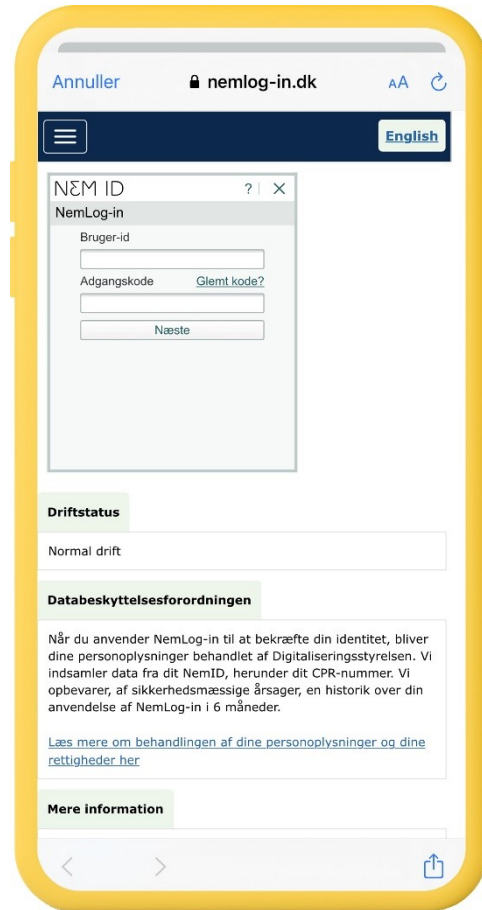 Annuller nemlog-in.dk AA
English
NEM ID ? X
NemLog-in
Bruger-id
Adgangskode Glemt kode?
Næste
Driftstatus
Normal drift
Databeskyttelsesforordningen
Når du anvender NemLog-in til at bekræfte din identitet, bliver
dine personoplysninger behandlet af Digitaliseringsstyrelsen. Vi
indsamler data fra dit NemID, herunder dit CPR-nummer. Vi
opbevarer, af sikkerhedsmæssige årsager, en historik over din
anvendelse af NemLog-in i 6 måneder.
Læs mere om behandlingen af dine personoplysninger og dine
rettigheder her
Mere information